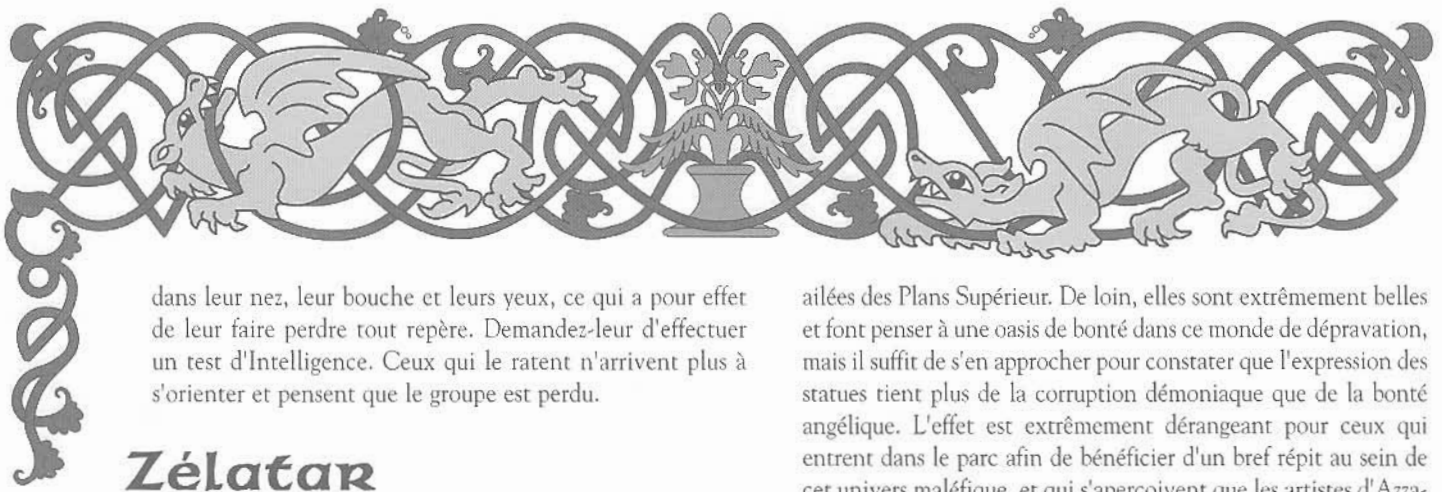 dans leur nez, leur bouche et leurs yeux, ce qui a pour effet
de leur faire perdre tout repère. Demandez-leur d'effectuer
un test d'Intelligence. Ceux qui le ratent n'arrivent plus à
s'orienter et pensent que le groupe est perdu.
Zélatar
ailées des Plans Supérieur. De loin, elles sont extrêmement belles
et font penser à une oasis de bonté dans ce monde de dépravation,
mais il suffit de s'en approcher pour constater que l'expression des
statues tient plus de la corruption démoniaque que de la bonté
angélique. L'effet est extrêmement dérangeant pour ceux qui
entrent dans le parc afin de bénéficier d'un bref répit au sein de
cet univers maléfique, et qui s'aperçoivent que les artistes d'Azza-